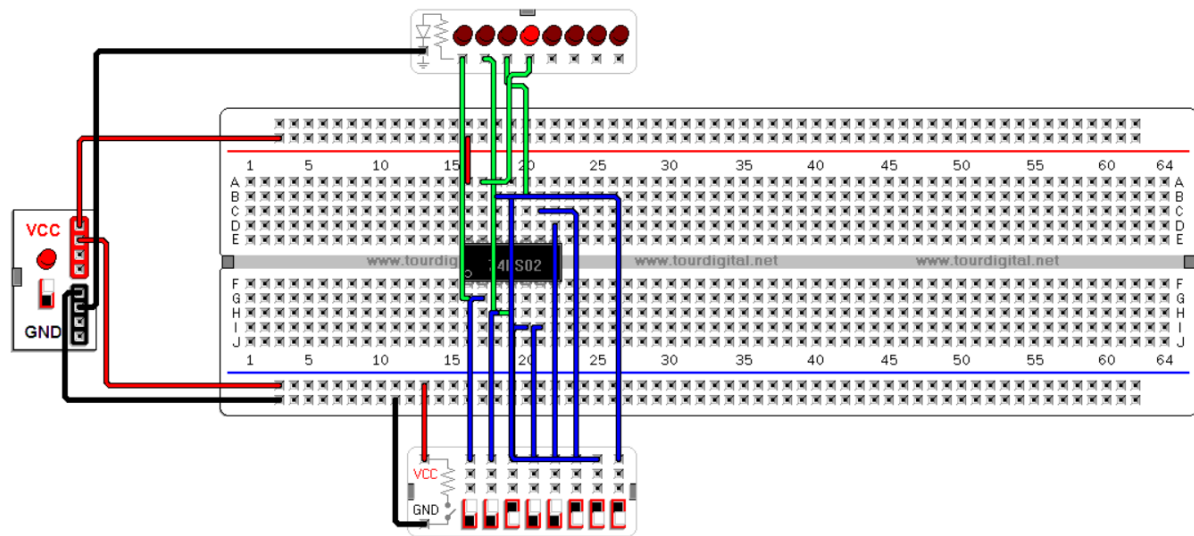 1 5 10 15 20 25 30 35 40 45 50 55 60 64
A A
B B
C C
D D
E E
VCC
www.tourdigital.net www.tourdigital.net www.tourdigital.net
74LS02
F F
G G
H H
GND
I I
J J
1 5 10 15 20 25 30 35 40 45 50 55 60 64
VCC
GND